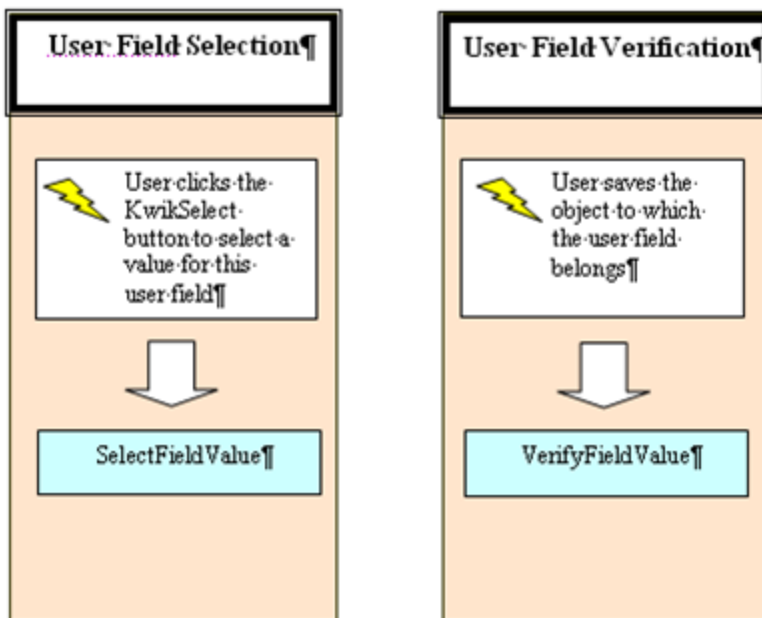 User Field Selection¶
User clicks the
KwikSelect
button to select a
value for this
user field¶
SelectFieldValue¶
User Field Verification¶
User saves the
object to which
the user field
belongs¶
VerifyFieldValue¶